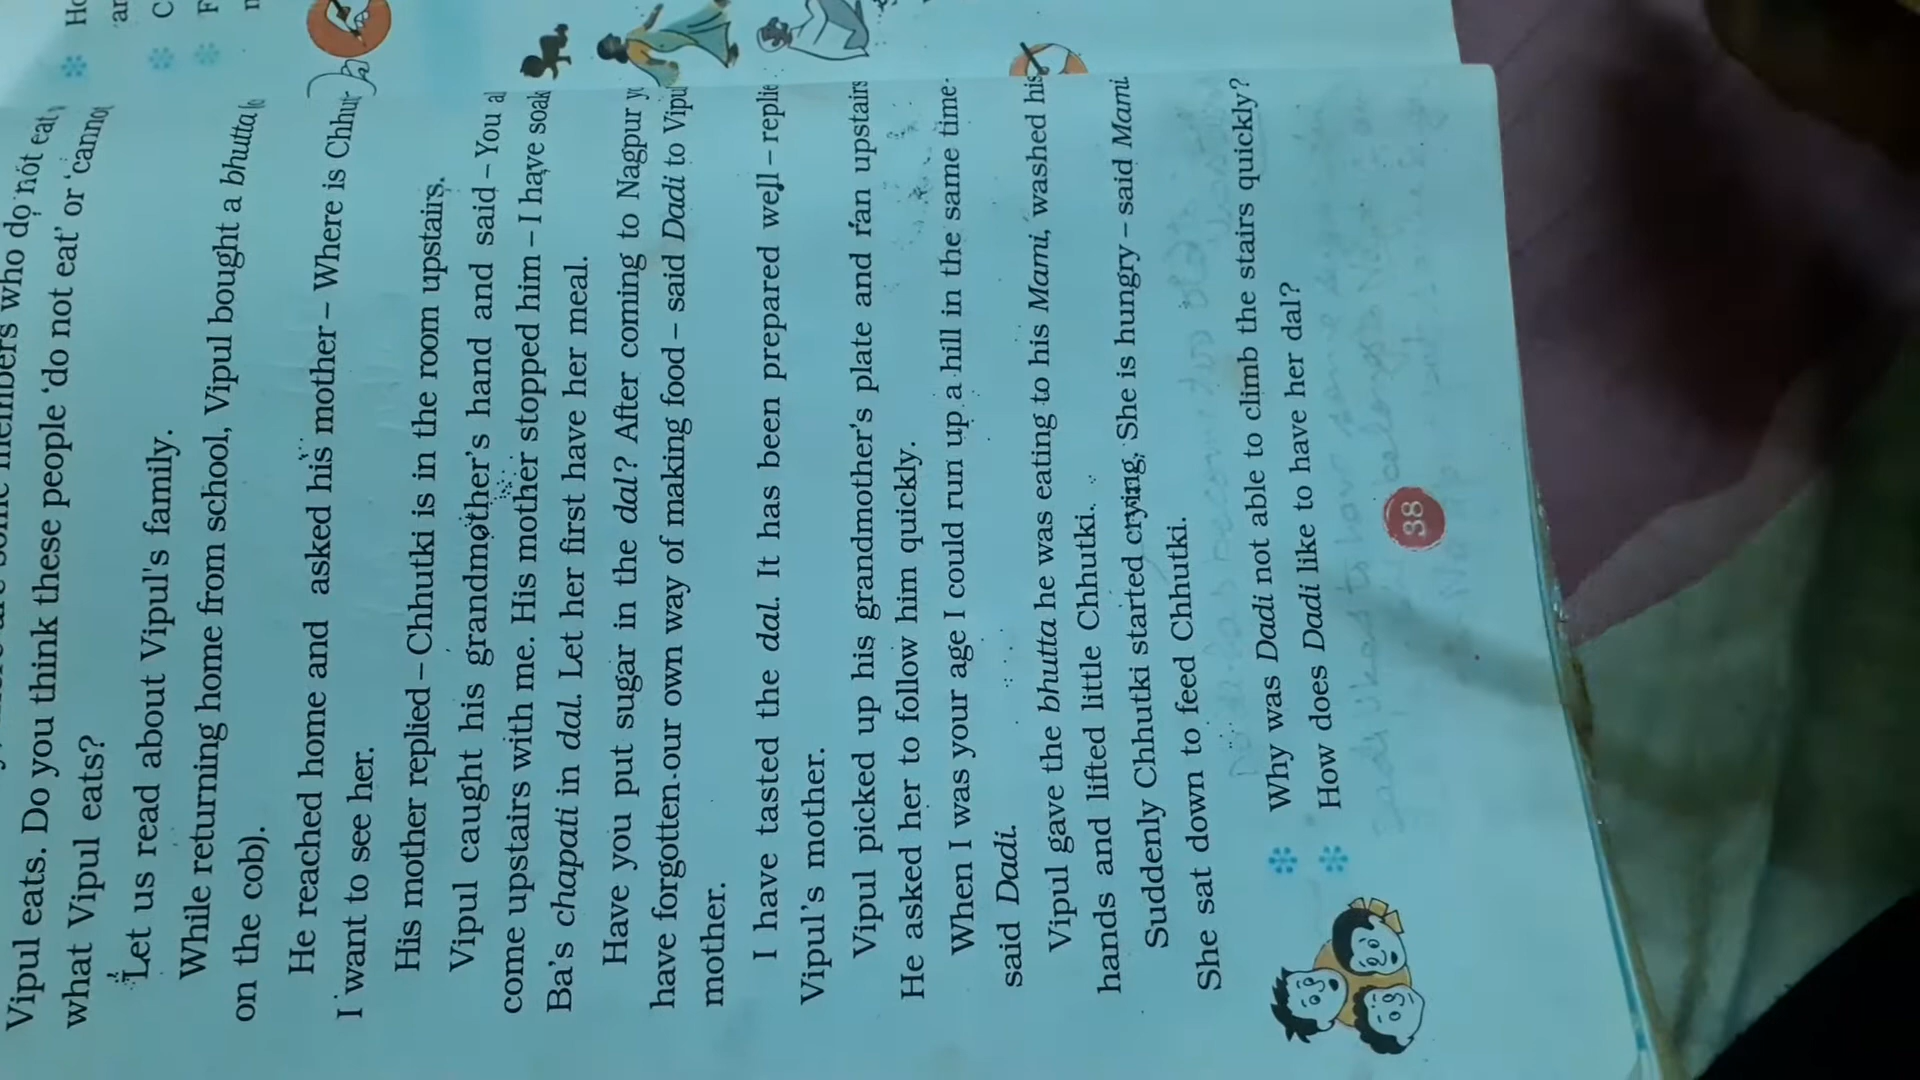 who do not eat
Vipul eats. Do you think these people 'do not eat' or 'cannot
what Vipul eats?
Let us read about Vipul's family.
While returning home from school, Vipul bought a bhutta
on the cob).
He reached home and asked his mother – Where is
I want to see her.
His mother replied – Chhutki is in the room upstairs.
Vipul caught his grandmother's hand and said – You
come upstairs with me. His mother stopped him – I have
Ba's chapati in dal. Let her first have her meal.
Have you put sugar in the dal? After coming to Nagpur
have forgotten our own way of making food – said Dadi to
mother.
I have tasted the dal. It has been prepared well –
Vipul's mother.
Vipul picked up his grandmother's plate and ran upstairs
He asked her to follow him quickly.
When I was your age I could run up a hill in the same time
said Dadi.
Vipul gave the bhutta he was eating to his Mami, washed his
hands and lifted little Chhutki.
Suddenly Chhutki started crying. She is hungry – said Mami
She sat down to feed Chhutki.
Why was Dadi not able to climb the stairs quickly?
How does Dadi like to have her dal?
38